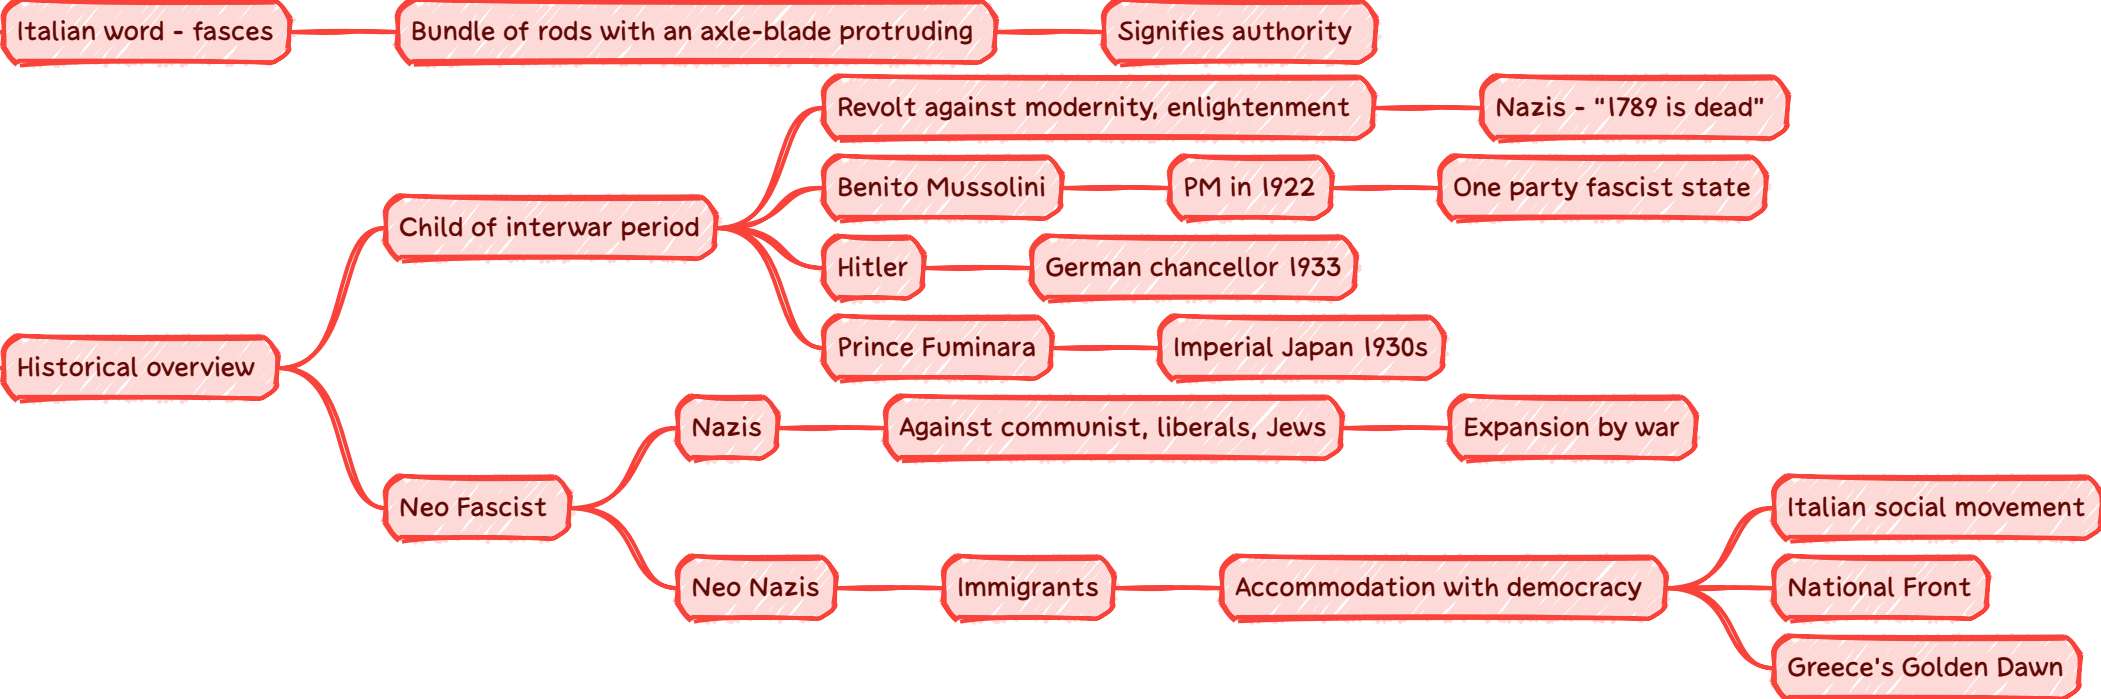 Italian word - fasces
Bundle of rods with an axle-blade protruding
Signifies authority
Historical overview
Child of interwar period
Revolt against modernity, enlightenment
Nazis - "1789 is dead"
Benito Mussolini
PM in 1922
One party fascist state
Hitler
German chancellor 1933
Prince Fuminara
Imperial Japan 1930s
Neo Fascist
Nazis
Against communist, liberals, Jews
Expansion by war
Neo Nazis
Immigrants
Accommodation with democracy
Italian social movement
National Front
Greece's Golden Dawn